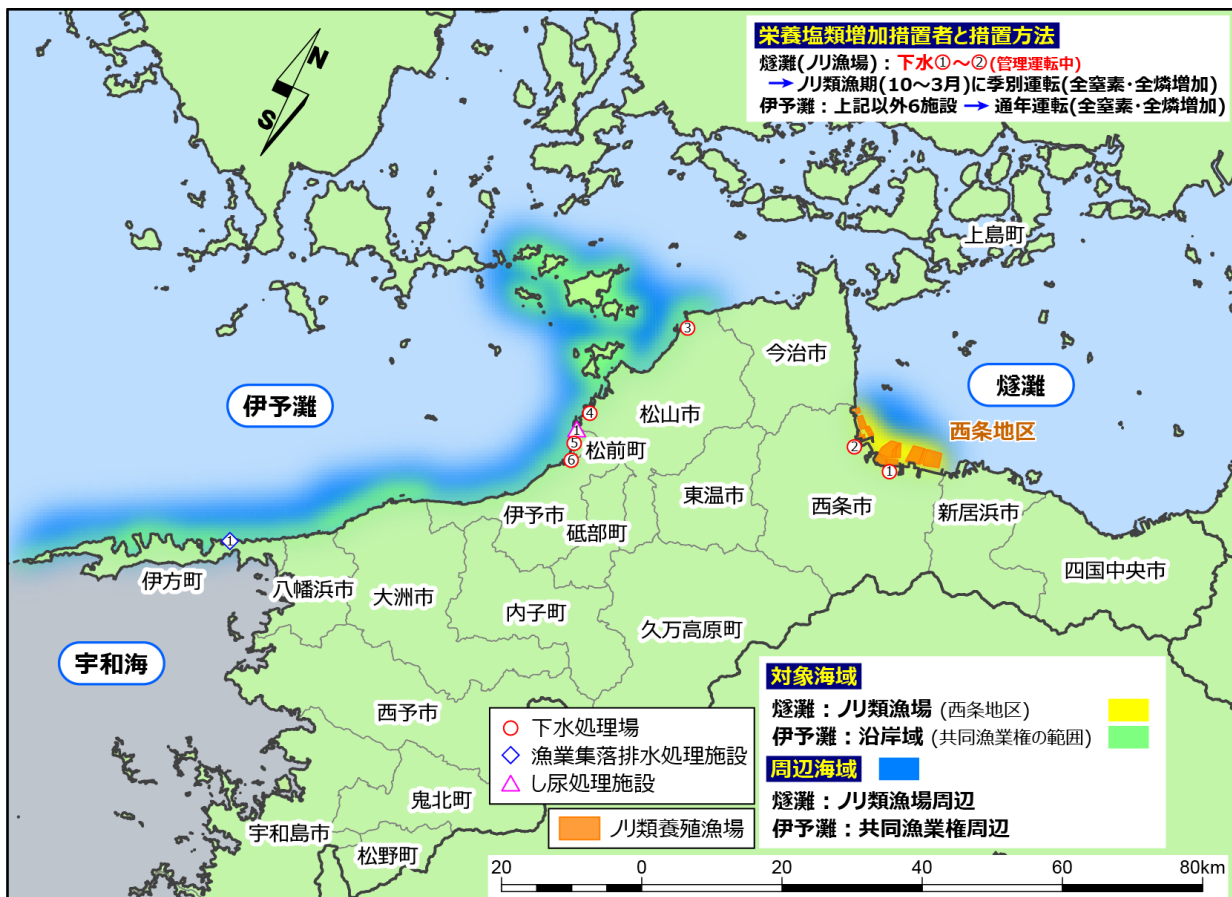 栄養塩類増加措置者と措置方法
燧灘(ノリ漁場)：下水①～②(管理運転中)
→ ノリ類漁期(10～3月)に季別運転(全窒素・全燐増加)
伊予灘：上記以外6施設 → 通年運転(全窒素・全燐増加)
N
S
上島町
③
今治市
伊予灘
燧灘
④
松山市
西条地区
①
⑤
松前町
②
⑥
①
東温市
西条市
新居浜市
伊予市
砥部町
①
四国中央市
伊方町
八幡浜市
大洲市
内子町
久万高原町
宇和海
西予市
鬼北町
宇和島市
松野町
下水処理場
漁業集落排水処理施設
し尿処理施設
ノリ類養殖漁場
対象海域
燧灘：ノリ類漁場 (西条地区)
伊予灘：沿岸域 (共同漁業権の範囲)
周辺海域
燧灘：ノリ類漁場周辺
伊予灘：共同漁業権周辺
20 0 20 40 60 80km